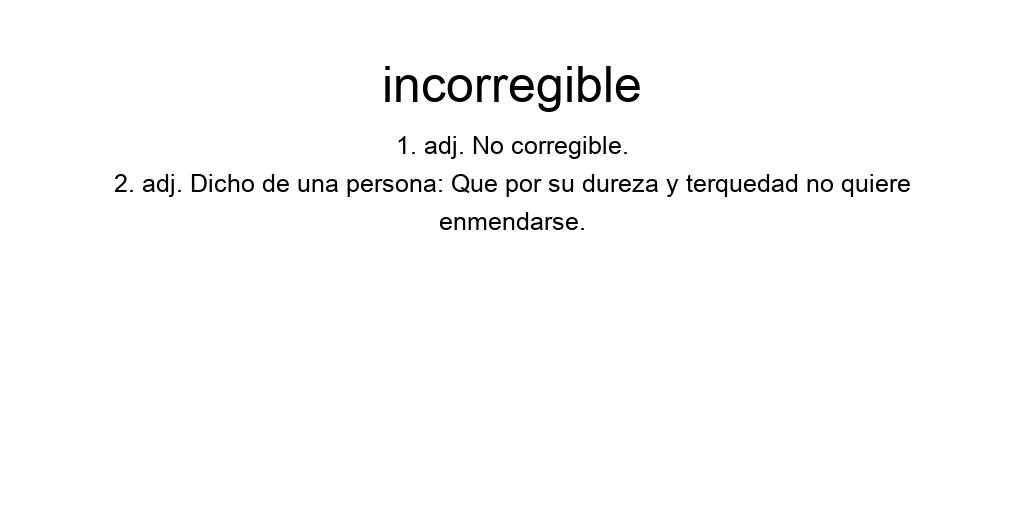 incorregible
1. adj. No corregible.
2. adj. Dicho de una persona: Que por su dureza y terquedad no quiere
enmendarse.